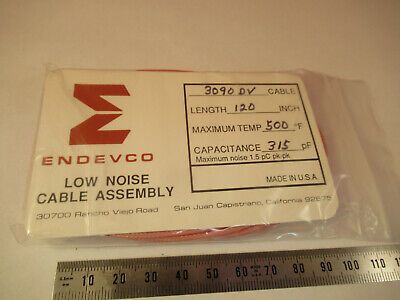 3090 DV CABLE
LENGTH 120 INCH
MAXIMUM TEMP 500 °F
CAPACITANCE 315 pF
Maximum noise 1.5 pC pk-pk
MADE IN U.S.A
ENDEVCO
LOW NOISE
CABLE ASSEMBLY
30700 Rancho Viejo Road San Juan Capistrano, California 92675
10 20 30 40 50 60 70 80 90 100 110